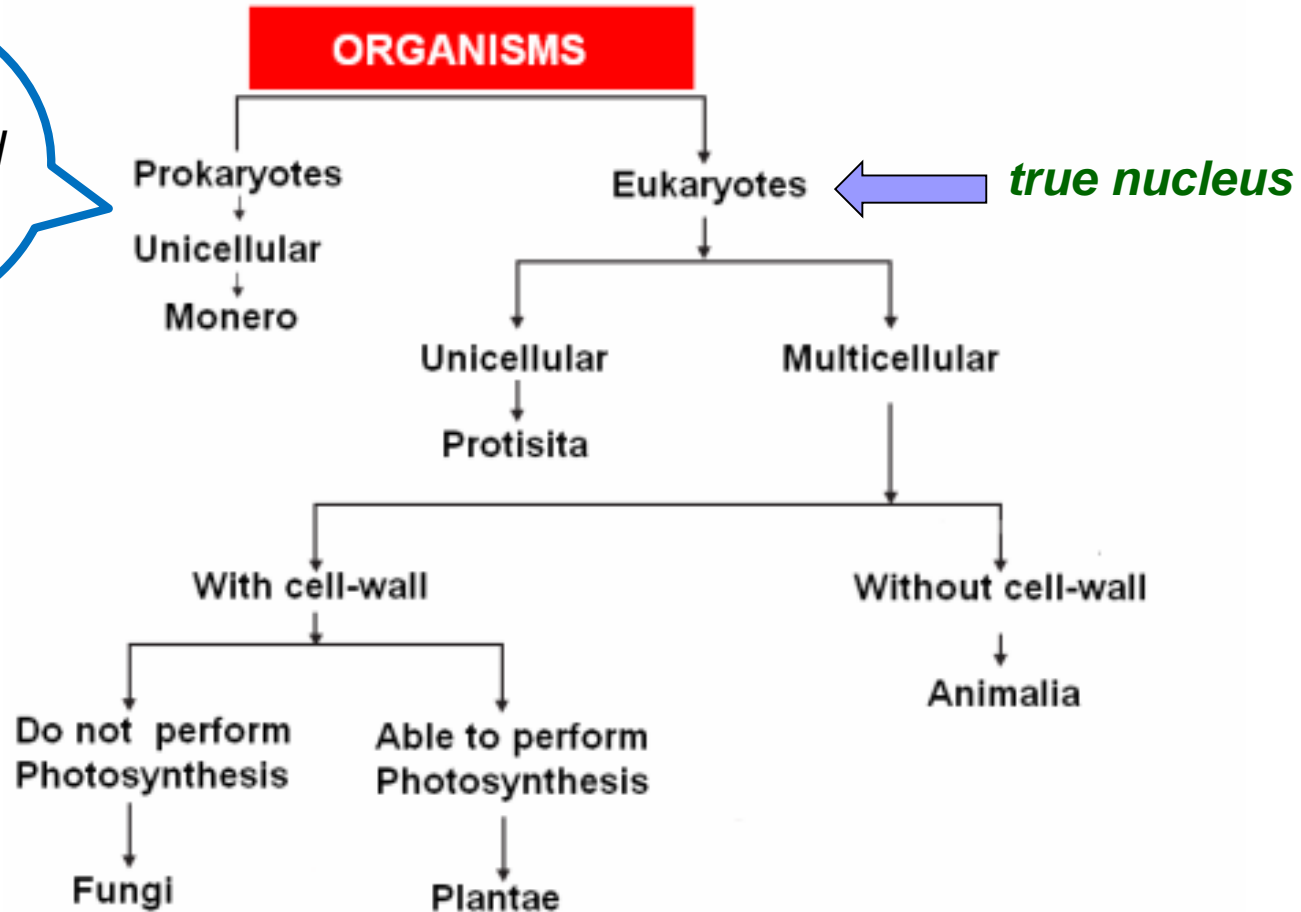 ORGANISMS
Prokaryotes
Eukaryotes
true nucleus
Unicellular
Monero
Unicellular
Multicellular
Protisita
With cell-wall
Without cell-wall
Animalia
Do not perform
Photosynthesis
Able to perform
Photosynthesis
Fungi
Plantae